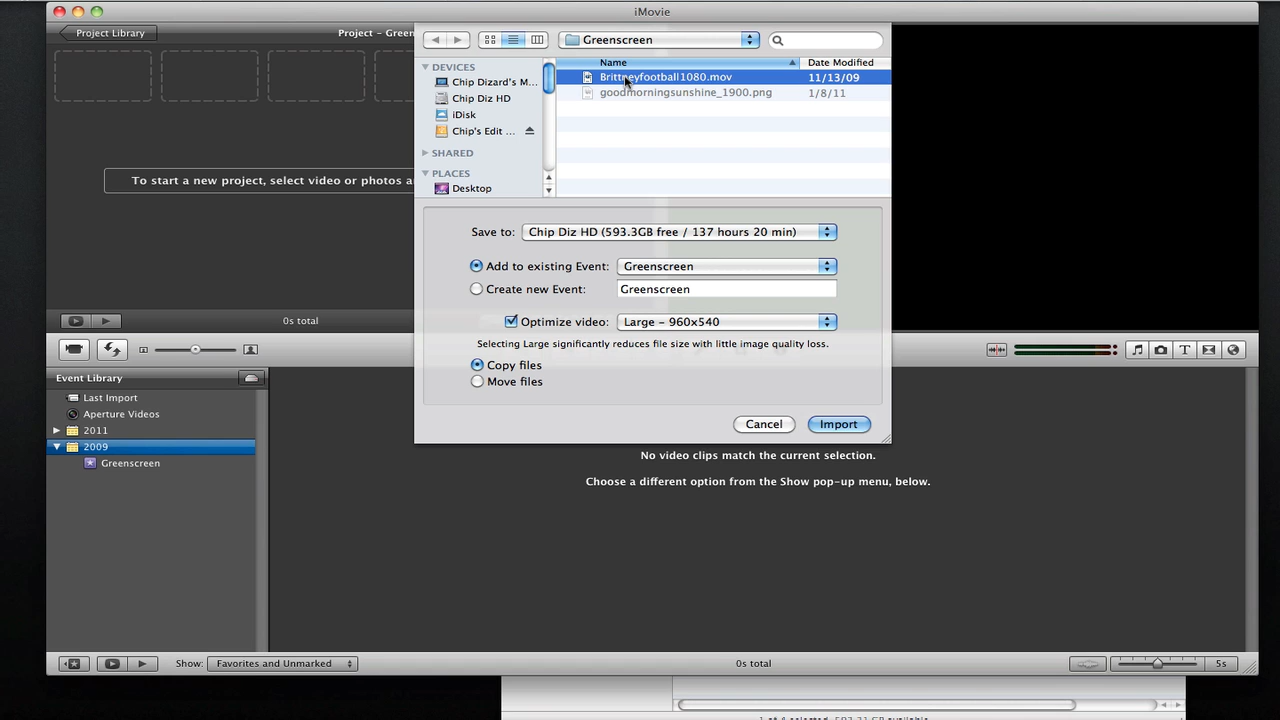 iMovie
Project Library
Project - Green
Greenscreen
DEVICES
Chip Dizard's M...
Chip Diz HD
iDisk
Chip's Edit ...
SHARED
PLACES
Desktop
Name
Date Modified
Brittneyfootball1080.mov
11/13/09
goodmorningsunshine_1900.png
1/8/11
To start a new project, select video or photos a
Save to:
Chip Diz HD (593.3GB free / 137 hours 20 min)
Add to existing Event:
Greenscreen
Create new Event:
Greenscreen
Optimize video:
Large - 960x540
Selecting Large significantly reduces file size with little image quality loss.
Copy files
Move files
Cancel
Import
0s total
Event Library
Last Import
Aperture Videos
2011
2009
Greenscreen
No video clips match the current selection.
Choose a different option from the Show pop-up menu, below.
Show:
Favorites and Unmarked
0s total
5s